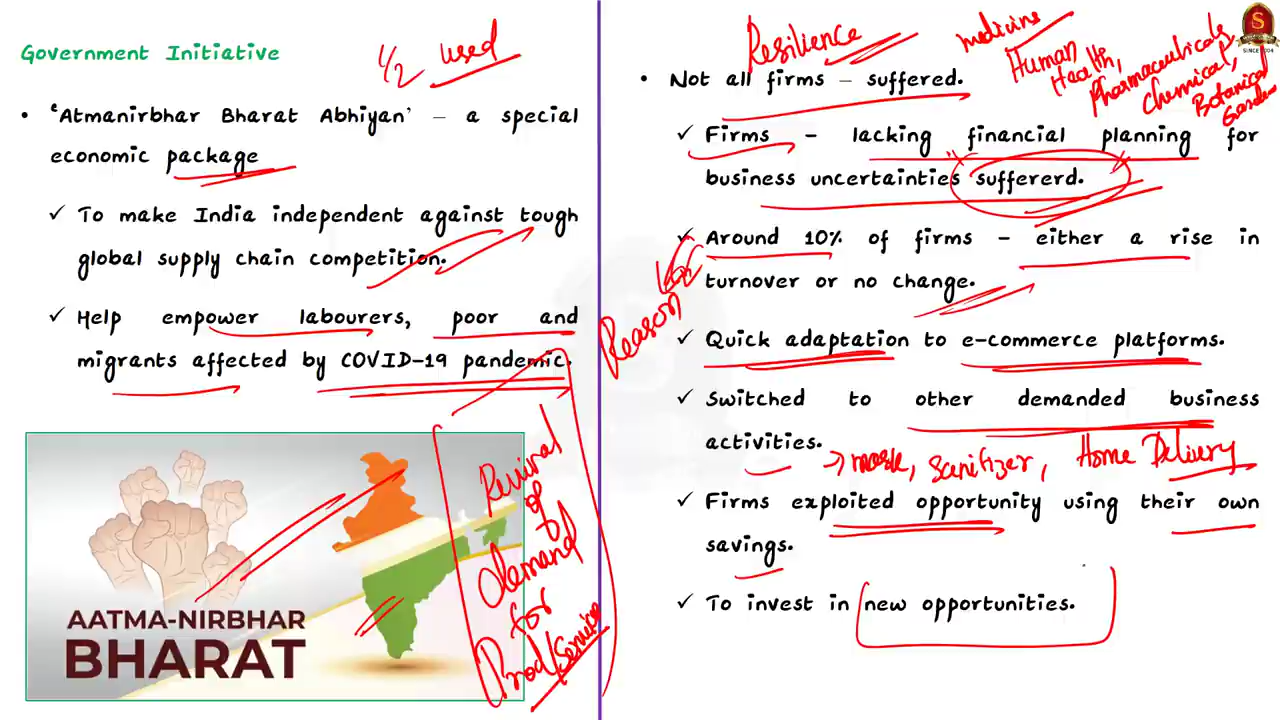 Government Initiative
1/2 used
• 'Atmanirbhar Bharat Abhiyan' – a special
economic package
✓ To make India independent against tough
global supply chain competition.
✓ Help empower labourers, poor and
migrants affected by COVID-19 pandemic.
AATMA-NIRBHAR
BHARAT
Revival
of
demand
for
Prod/Service
Resilience
medicine
Human
Health,
Pharmaceuticals
Chemical,
Botanical
Garden
SINCE 2004
• Not all firms – suffered.
✓ Firms – lacking financial planning for
business uncertainties suffererd.
✓ Around 10% of firms – either a rise in
turnover or no change.
Reason
for
✓ Quick adaptation to e-commerce platforms.
✓ Switched to other demanded business
activities.
→ mask, Sanitizer, Home Delivery
✓ Firms exploited opportunity using their own
savings.
✓ To invest in new opportunities.